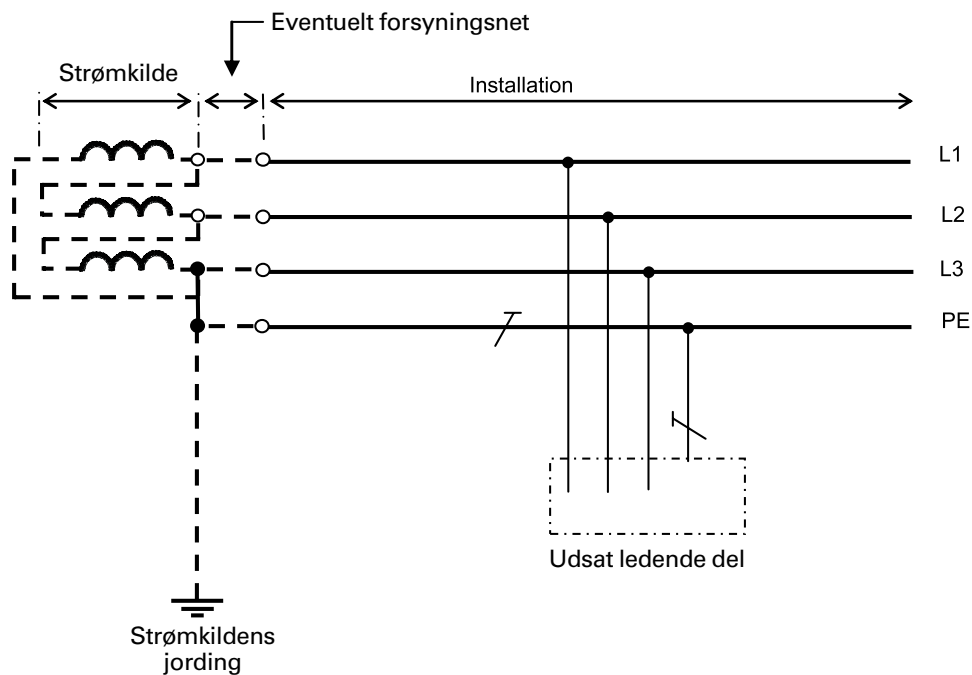 Eventuelt forsyningsnet
Strømkilde
Installation
L1
L2
L3
PE
Udsat ledende del
Strømkildens
jording